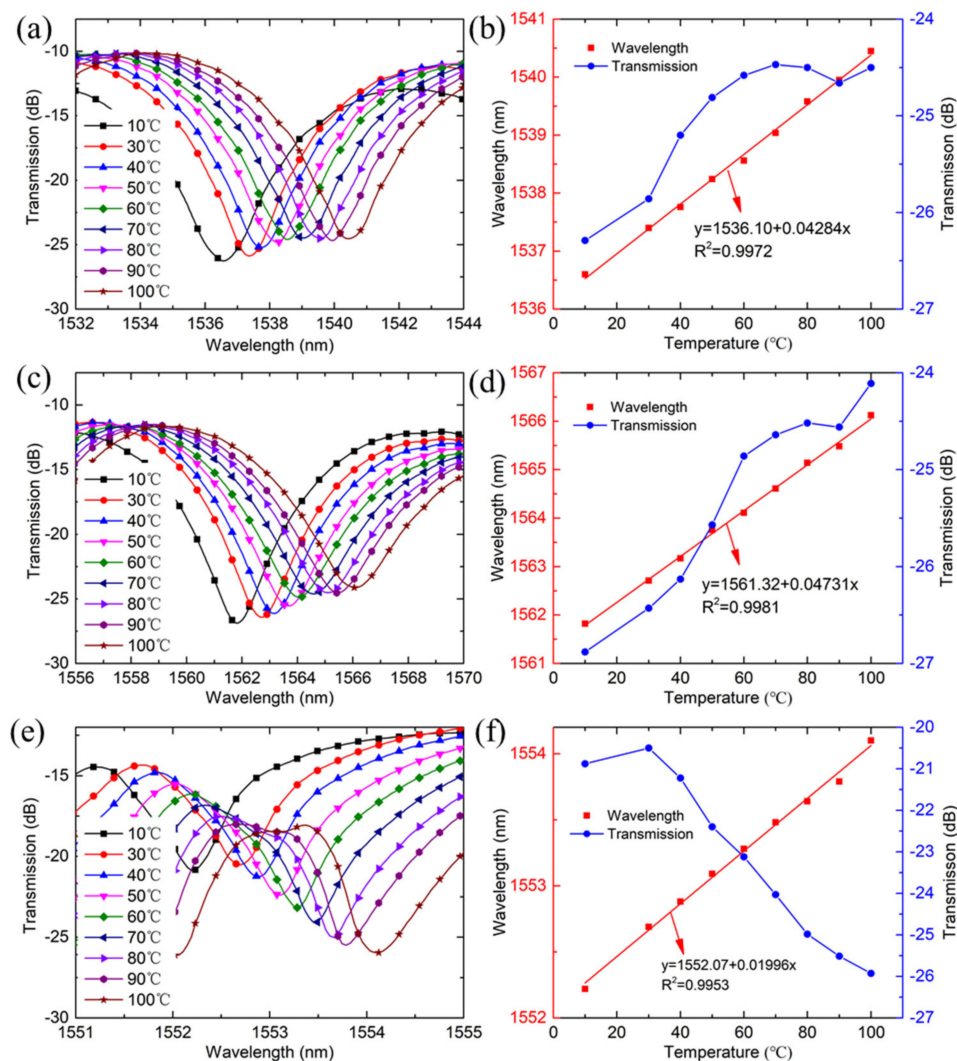 (a)
-10
-15
-20
-25
-30
Transmission (dB)
10℃
30℃
40℃
50℃
60℃
70℃
80℃
90℃
100℃
1532 1534 1536 1538 1540 1542 1544
Wavelength (nm)
(b)
1541
1540
1539
1538
1537
1536
Wavelength (nm)
Wavelength
Transmission
y=1536.10+0.04284x
R²=0.9972
-24
-25
-26
-27
Transmisson (dB)
0 20 40 60 80 100
Temperature (℃)
(c)
-10
-15
-20
-25
-30
Transmission (dB)
10℃
30℃
40℃
50℃
60℃
70℃
80℃
90℃
100℃
1556 1558 1560 1562 1564 1566 1568 1570
Wavelength (nm)
(d)
1567
1566
1565
1564
1563
1562
1561
Wavelength (nm)
Wavelength
Transmission
y=1561.32+0.04731x
R²=0.9981
-24
-25
-26
-27
Transmisson (dB)
0 20 40 60 80 100
Temperature (℃)
(e)
-15
-20
-25
-30
Transmission (dB)
10℃
30℃
40℃
50℃
60℃
70℃
80℃
90℃
100℃
1551 1552 1553 1554 1555
Wavelength (nm)
(f)
1554
1553
1552
Wavelength (nm)
Wavelength
Transmission
y=1552.07+0.01996x
R²=0.9953
-20
-21
-22
-23
-24
-25
-26
-27
Transmisson (dB)
0 20 40 60 80 100
Temperature (℃)